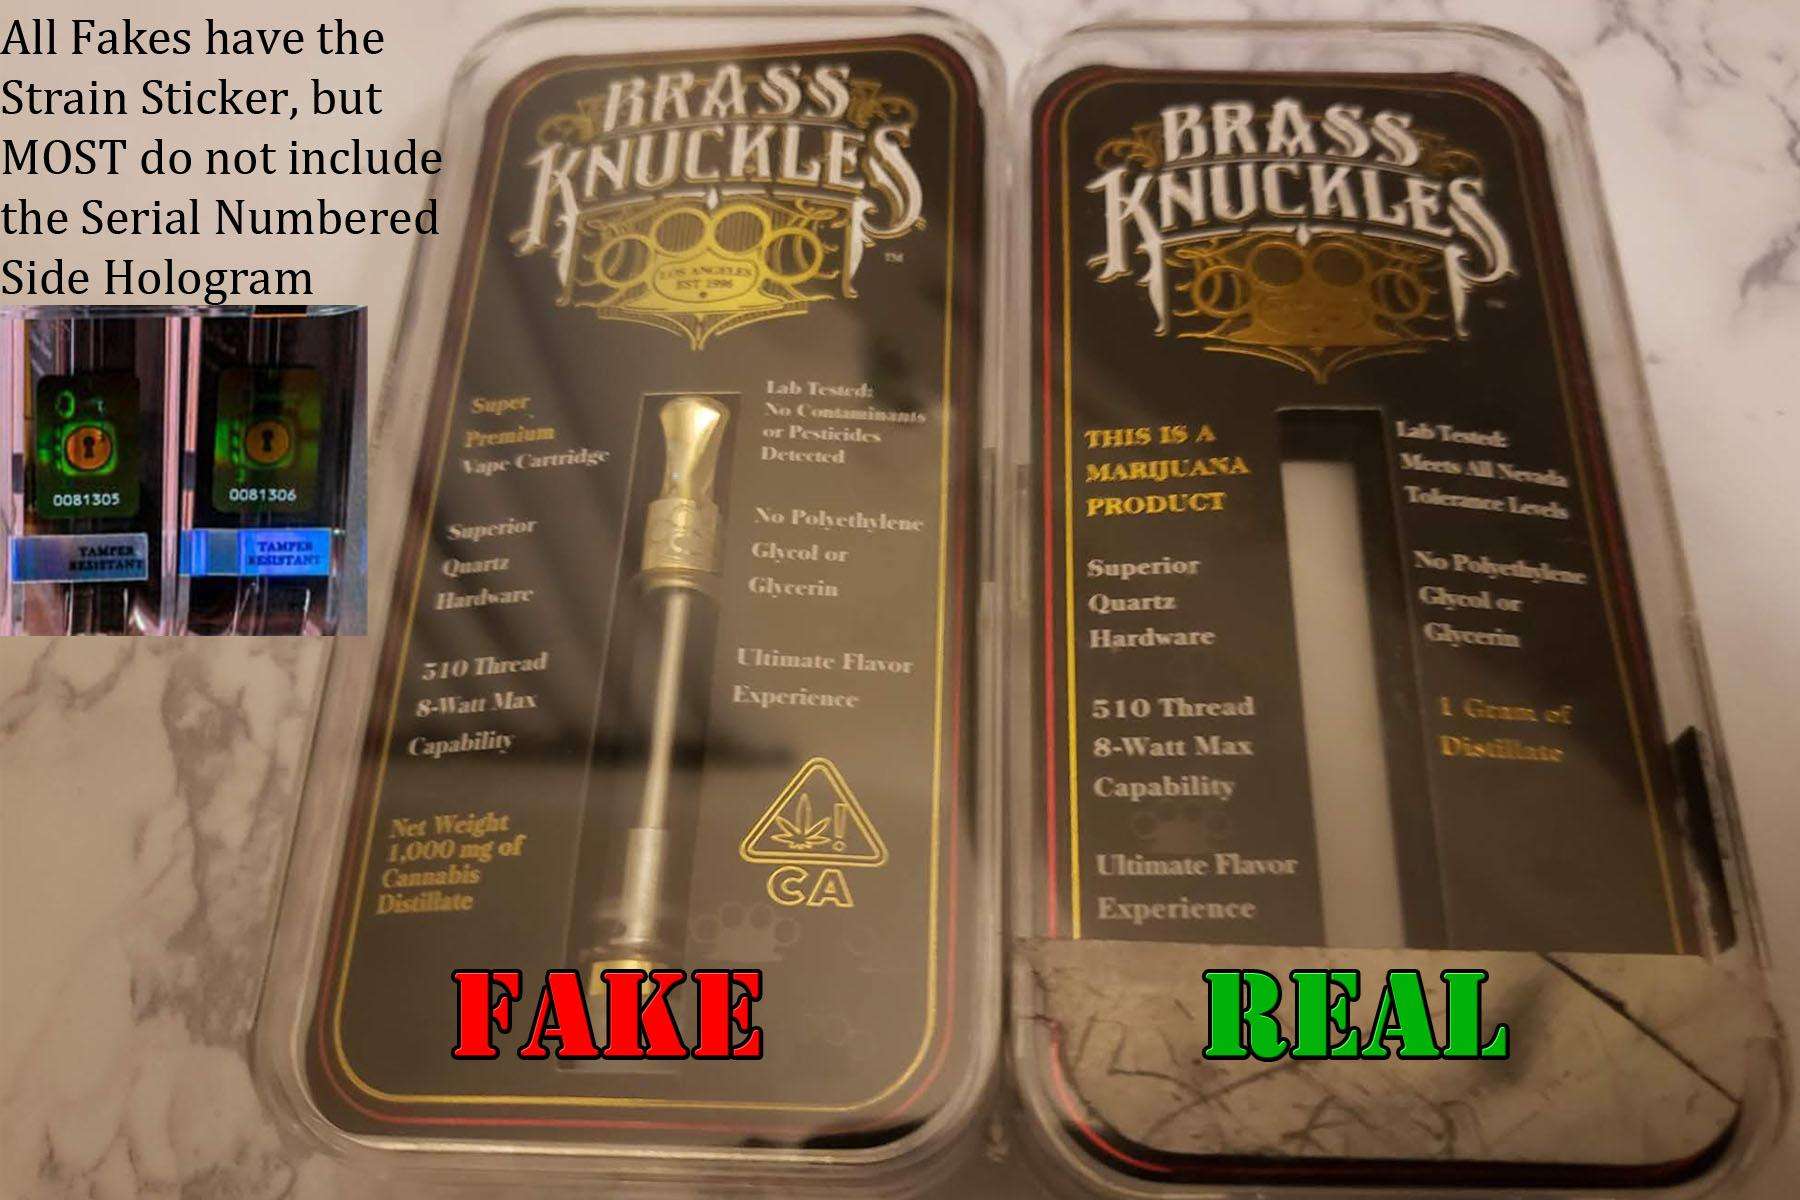 All Fakes have the
Strain Sticker, but
MOST do not include
the Serial Numbered
Side Hologram
0081305
0081306
TAMPER
RESISTANT
TAMPER
RESISTANT
BRASS
KNUCKLES
TM
LOS ANGELES
EST 1996
Super
Premium
Vape Cartridge
Superior
Quartz
Hardware
510 Thread
8-Watt Max
Capability
Net Weight
1,000 mg of
Cannabis
Distillate
Lab Tested:
No Contaminants
or Pesticides
Detected
No Polyethylene
Glycol or
Glycerin
Ultimate Flavor
Experience
CA
FAKE
BRASS
KNUCKLES
THIS IS A
MARIJUANA
PRODUCT
Superior
Quartz
Hardware
510 Thread
8-Watt Max
Capability
Ultimate Flavor
Experience
Lab Tested:
Meets All Nevada
Tolerance Levels
No Polyethylene
Glycol or
Glycerin
1 Gram of
Distillate
REAL